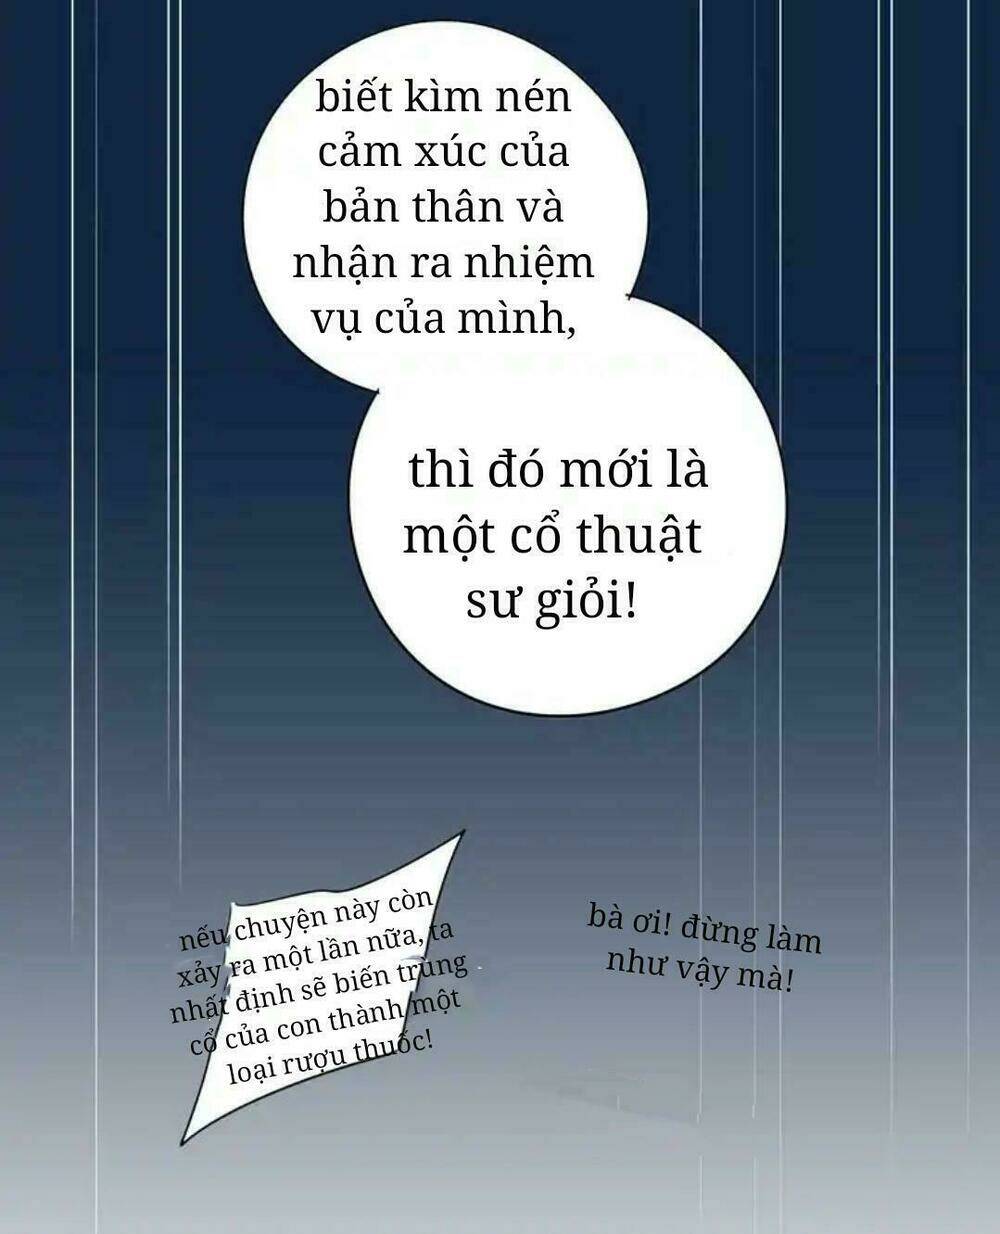 biết kìm nén
cảm xúc của
bản thân và
nhận ra nhiệm
vụ của mình,
thì đó mới là
một cổ thuật
sư giỏi!
nếu chuyện này còn
xảy ra một lần nữa, ta
nhất định sẽ biến trùng
cổ của con thành một
loại rượu thuốc!
bà ơi! đừng làm
như vậy mà!